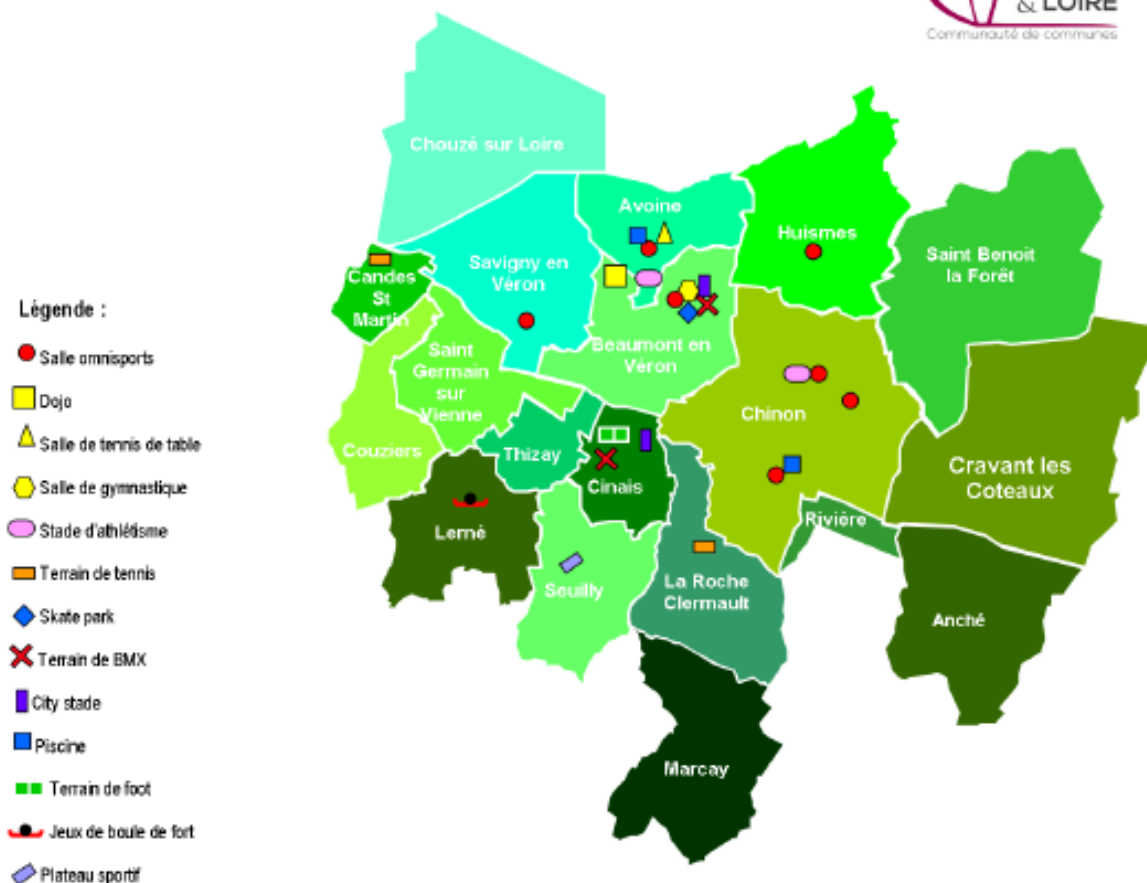 & LOIRE
Communauté de communes
Chouzé sur Loire
Avoine
Huismes
Saint Benoit
la Forêt
Savigny en
Véron
Candes
St
Martin
Légende :
Salle omnisports
Dojo
Salle de tennis de table
Salle de gymnastique
Stade d'athlétisme
Terrain de tennis
Skate park
Terrain de BMX
City stade
Piscine
Terrain de foot
Jeux de boule de fort
Plateau sportif
Beaumont en
Véron
Saint
Germain
sur
Vienne
Chinon
Couziers
Thizay
Cravant les
Coteaux
Cinais
Lerné
Rivière
Seuilly
La Roche
Clermault
Anché
Marcay